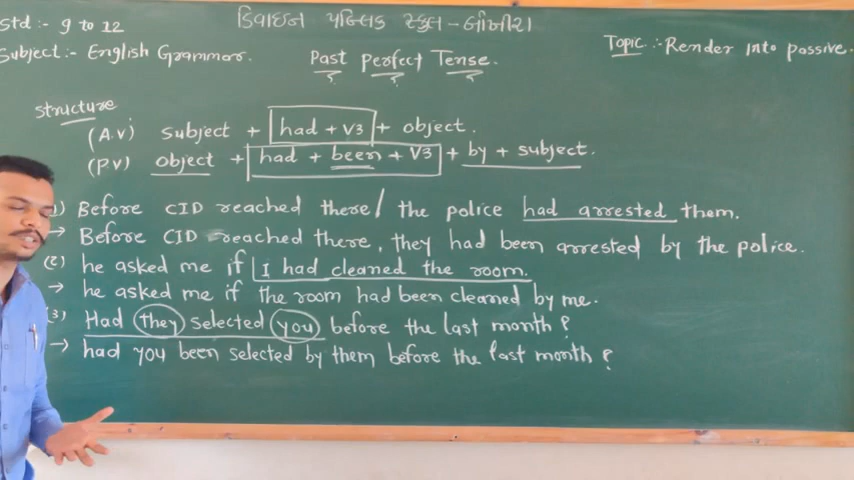 Std :- 9 to 12
ડિવાઇન પબ્લિક સ્કુલ - બોખીરા
Subject :- English Grammar.
Past Perfect Tense.
Topic :- Render into passive.
Structure
(A.V) Subject + had + V3 + object.
(P.V) object + had + been + V3 + by + subject.
1) Before CID reached there/ the police had arrested them.
→ Before CID reached there, they had been arrested by the police.
(2) he asked me if I had cleaned the room.
→ he asked me if the room had been cleaned by me.
(3) Had they selected you before the last month?
→ had you been selected by them before the last month?